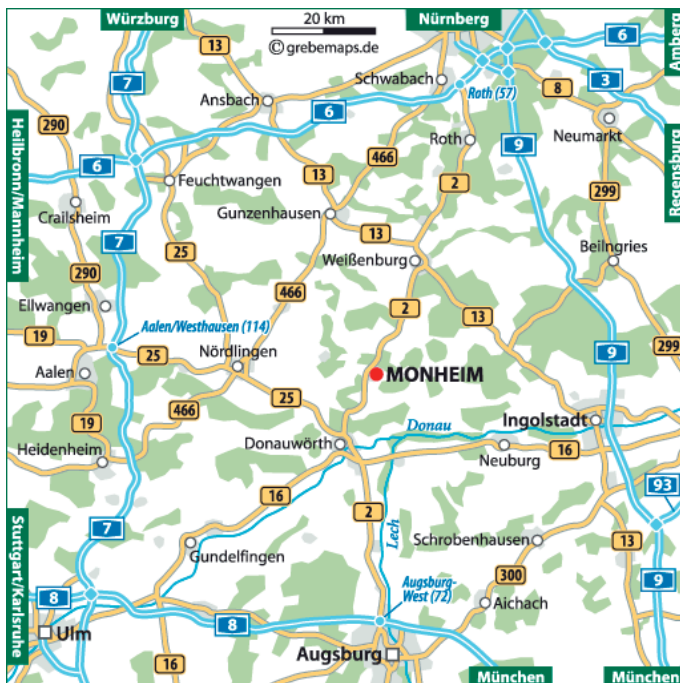 Würzburg
20 km
© grebemaps.de
Nürnberg
Amberg
13
6
7
Schwabach
3
Roth (57)
8
Ansbach
6
Neumarkt
290
Heilbronn/Mannheim
Roth
9
466
6
Regensburg
Feuchtwangen
13
2
299
Crailsheim
Gunzenhausen
7
13
25
Beilngries
Weißenburg
290
466
Ellwangen
2
13
19
Aalen/Westhausen (114)
25
Nördlingen
9
299
Aalen
MONHEIM
25
466
19
Ingolstadt
Donau
Heidenheim
Donauwörth
Neuburg
16
16
93
2
7
Stuttgart/Karlsruhe
Lech
Schrobenhausen
13
Gundelfingen
300
9
Augsburg-
West (72)
8
Aichach
8
Ulm
Augsburg
16
München
München